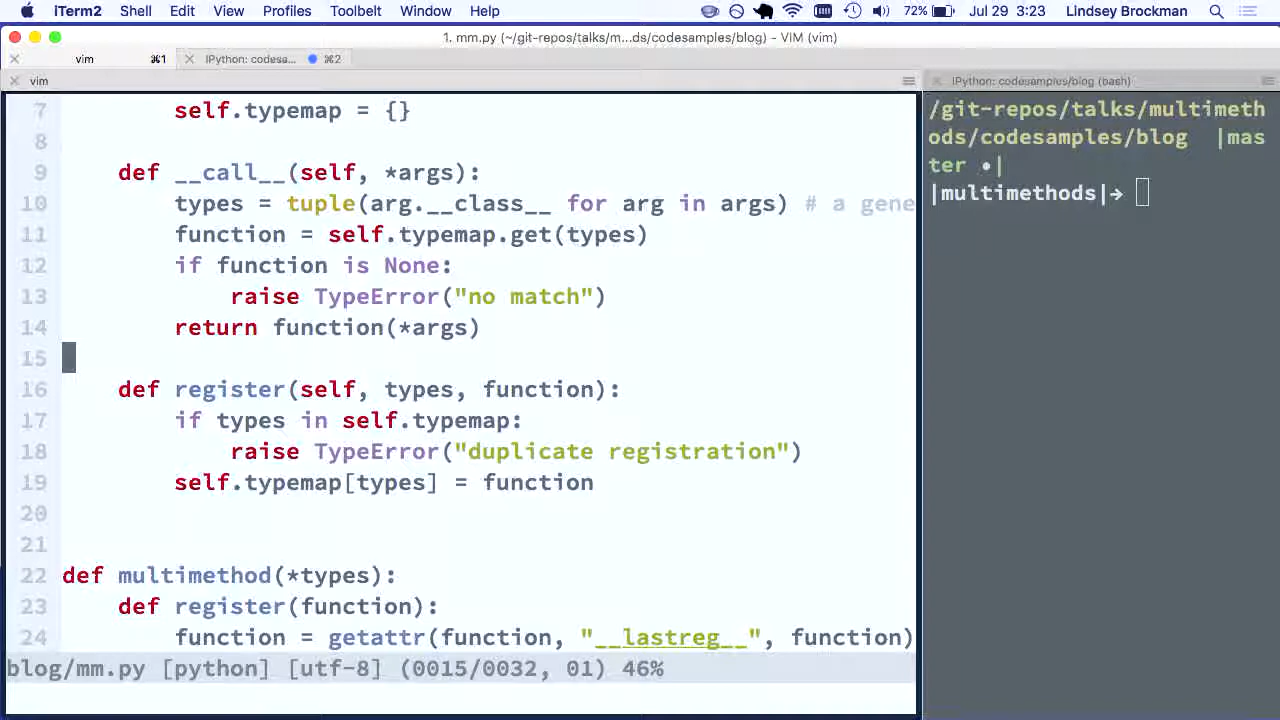 iTerm2 Shell Edit View Profiles Toolbelt Window Help 72% Jul 29 3:23 Lindsey Brockman
1. mm.py (~/git-repos/talks/m...ds/codesamples/blog) - VIM (vim)
vim ⌘1 IPython: codesa... ⌘2
vim
IPython: codesamples/blog (bash)
7 self.typemap = {}
8
9 def __call__(self, *args):
10 types = tuple(arg.__class__ for arg in args) # a gene
11 function = self.typemap.get(types)
12 if function is None:
13 raise TypeError("no match")
14 return function(*args)
15
16 def register(self, types, function):
17 if types in self.typemap:
18 raise TypeError("duplicate registration")
19 self.typemap[types] = function
20
21
22 def multimethod(*types):
23 def register(function):
24 function = getattr(function, "__lastreg__", function)
blog/mm.py [python] [utf-8] (0015/0032, 01) 46%
/git-repos/talks/multimeth
ods/codesamples/blog |mas
ter •|
|multimethods|→